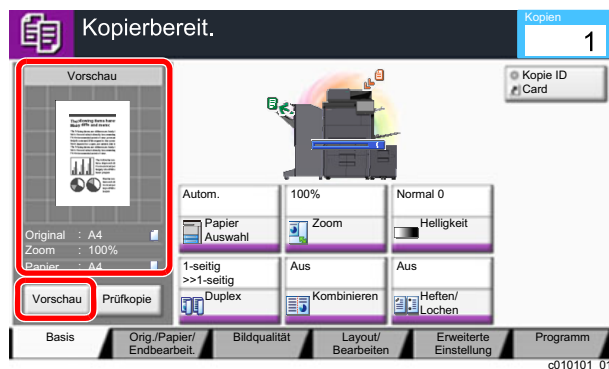 Kopierbereit.
Kopien
1
Vorschau
Original : A4
Zoom : 100%
Papier : A4
Vorschau
Prüfkopie
Kopie ID
Card
Autom.
Papier
Auswahl
100%
Zoom
Normal 0
Helligkeit
1-seitig
>>1-seitig
Duplex
Aus
Kombinieren
Aus
Heften/
Lochen
Basis
Orig./Papier/
Endbearbeit.
Bildqualität
Layout/
Bearbeiten
Erweiterte
Einstellung
Programm
c010101_01